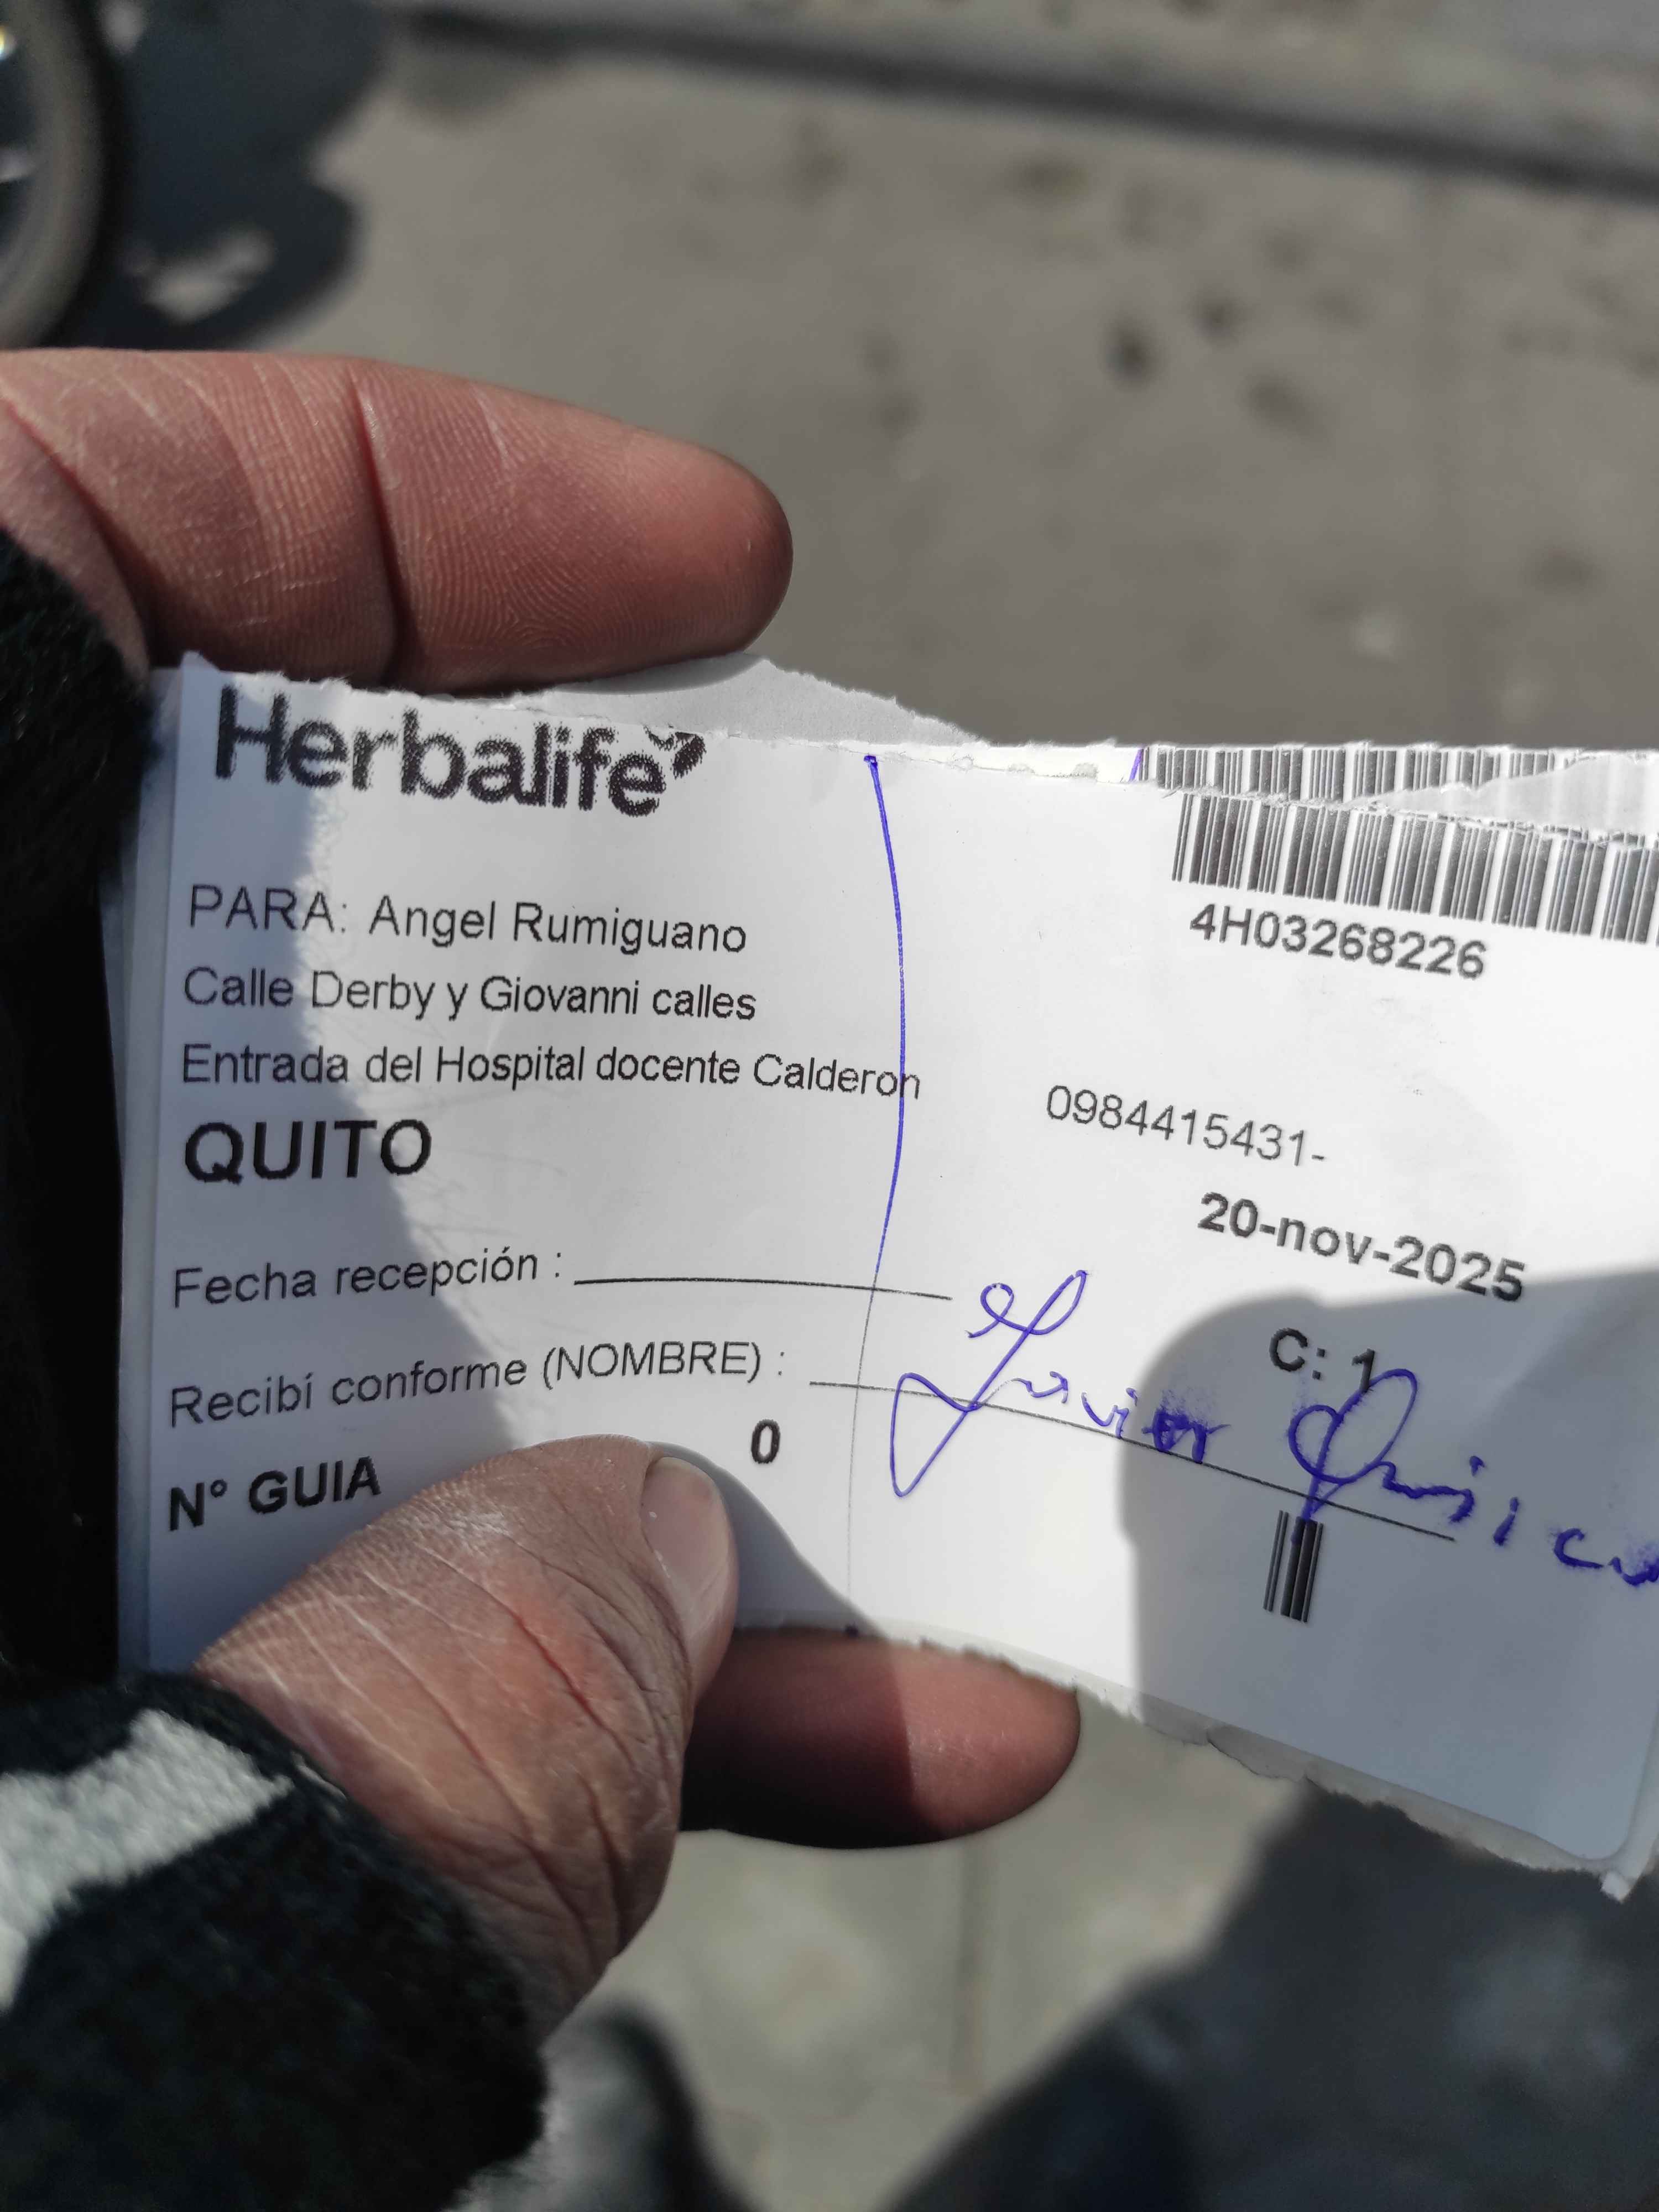 Herbalife
4H03268226
PARA: Angel Rumiguano
Calle Derby y Giovanni calles
Entrada del Hospital docente Calderon
0984415431-
QUITO
20-nov-2025
Fecha recepción :
C: 1
Recibí conforme (NOMBRE) : Javier
N° GUIA 0